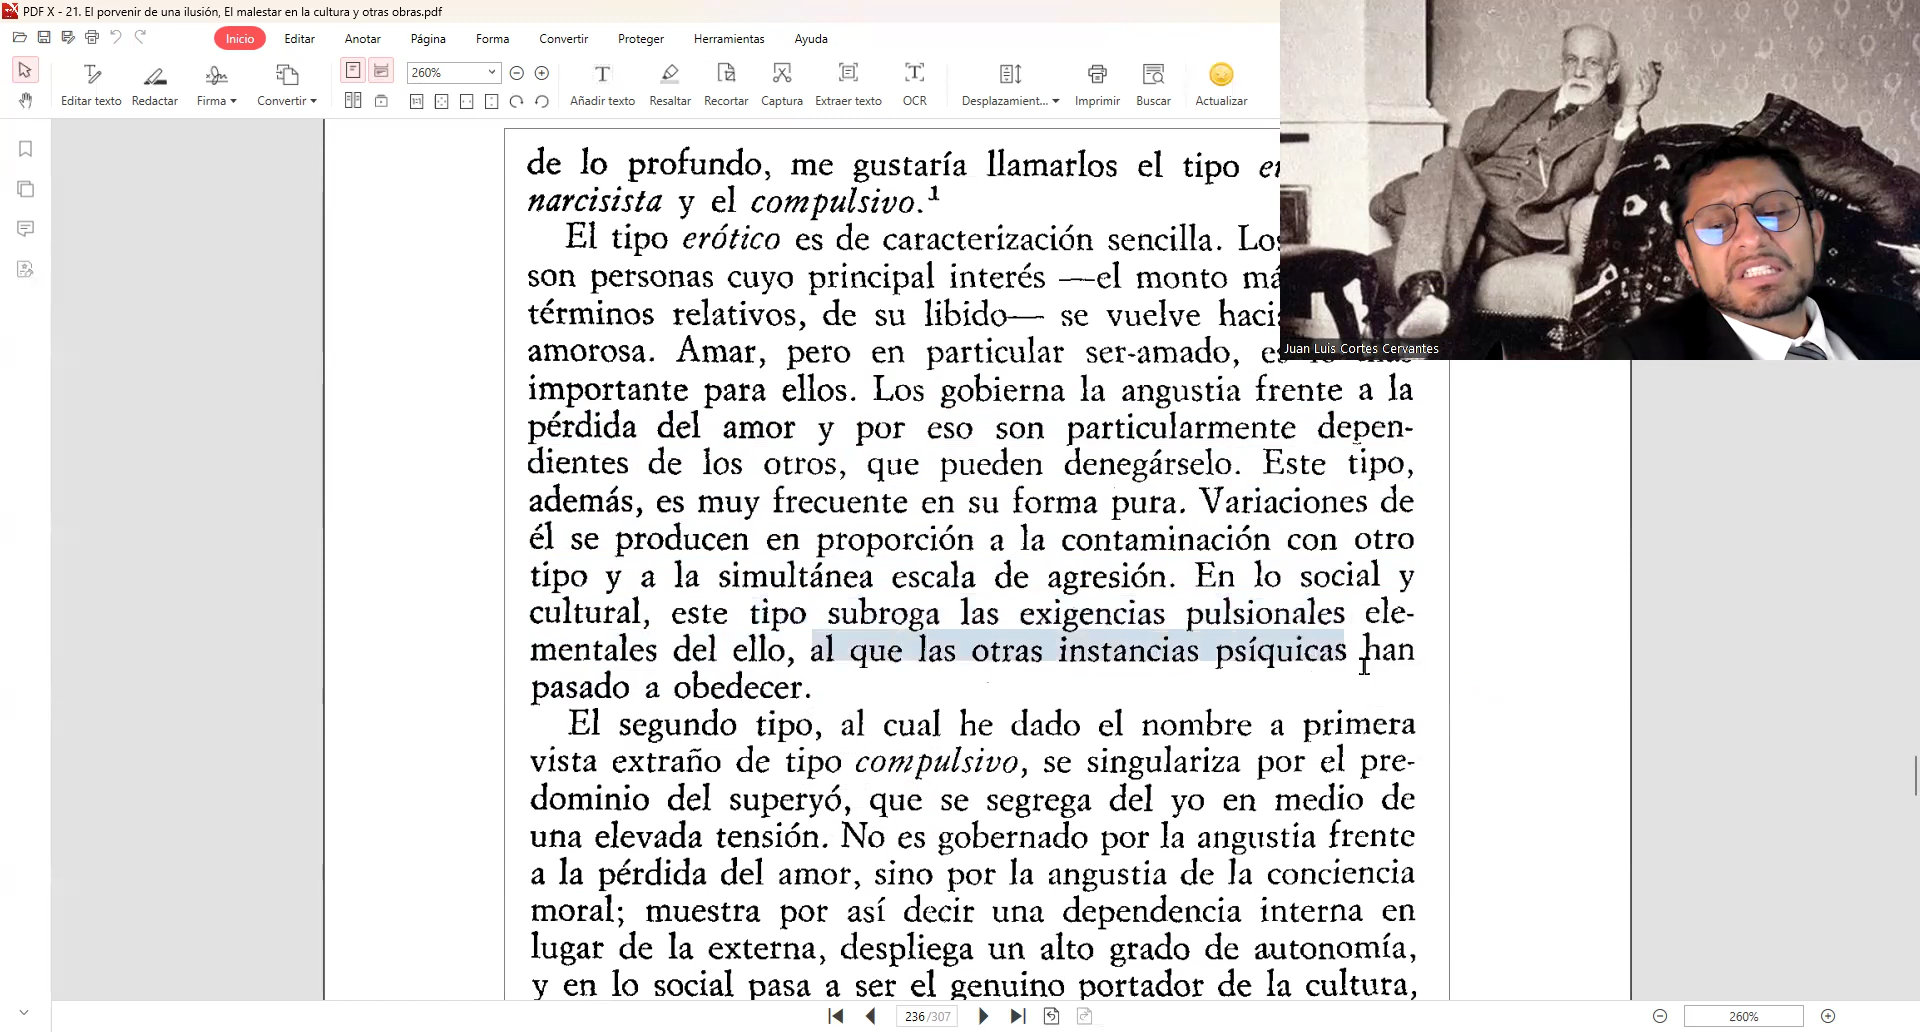 PDF X - 21. El porvenir de una ilusión, El malestar en la cultura y otras obras.pdf
Inicio Editar Anotar Página Forma Convertir Proteger Herramientas Ayuda
260%
Editar texto Redactar Firma Convertir Añadir texto Resaltar Recortar Captura Extraer texto OCR Desplazamient... Imprimir Buscar Actualizar
Juan Luis Cortes Cervantes
de lo profundo, me gustaría llamarlos el tipo
narcisista y el compulsivo.¹
El tipo erótico es de caracterización sencilla.
son personas cuyo principal interés —el monto
términos relativos, de su libido— se vuelve
amorosa. Amar, pero en particular ser-amado,
importante para ellos. Los gobierna la angustia frente a la
pérdida del amor y por eso son particularmente depen-
dientes de los otros, que pueden denegárselo. Este tipo,
además, es muy frecuente en su forma pura. Variaciones de
él se producen en proporción a la contaminación con otro
tipo y a la simultánea escala de agresión. En lo social y
cultural, este tipo subroga las exigencias pulsionales ele-
mentales del ello, al que las otras instancias psíquicas han
pasado a obedecer.
El segundo tipo, al cual he dado el nombre a primera
vista extraño de tipo compulsivo, se singulariza por el pre-
dominio del superyó, que se segrega del yo en medio de
una elevada tensión. No es gobernado por la angustia frente
a la pérdida del amor, sino por la angustia de la conciencia
moral; muestra por así decir una dependencia interna en
lugar de la externa, despliega un alto grado de autonomía,
y en lo social pasa a ser el genuino portador de la cultura,
236/307
260%